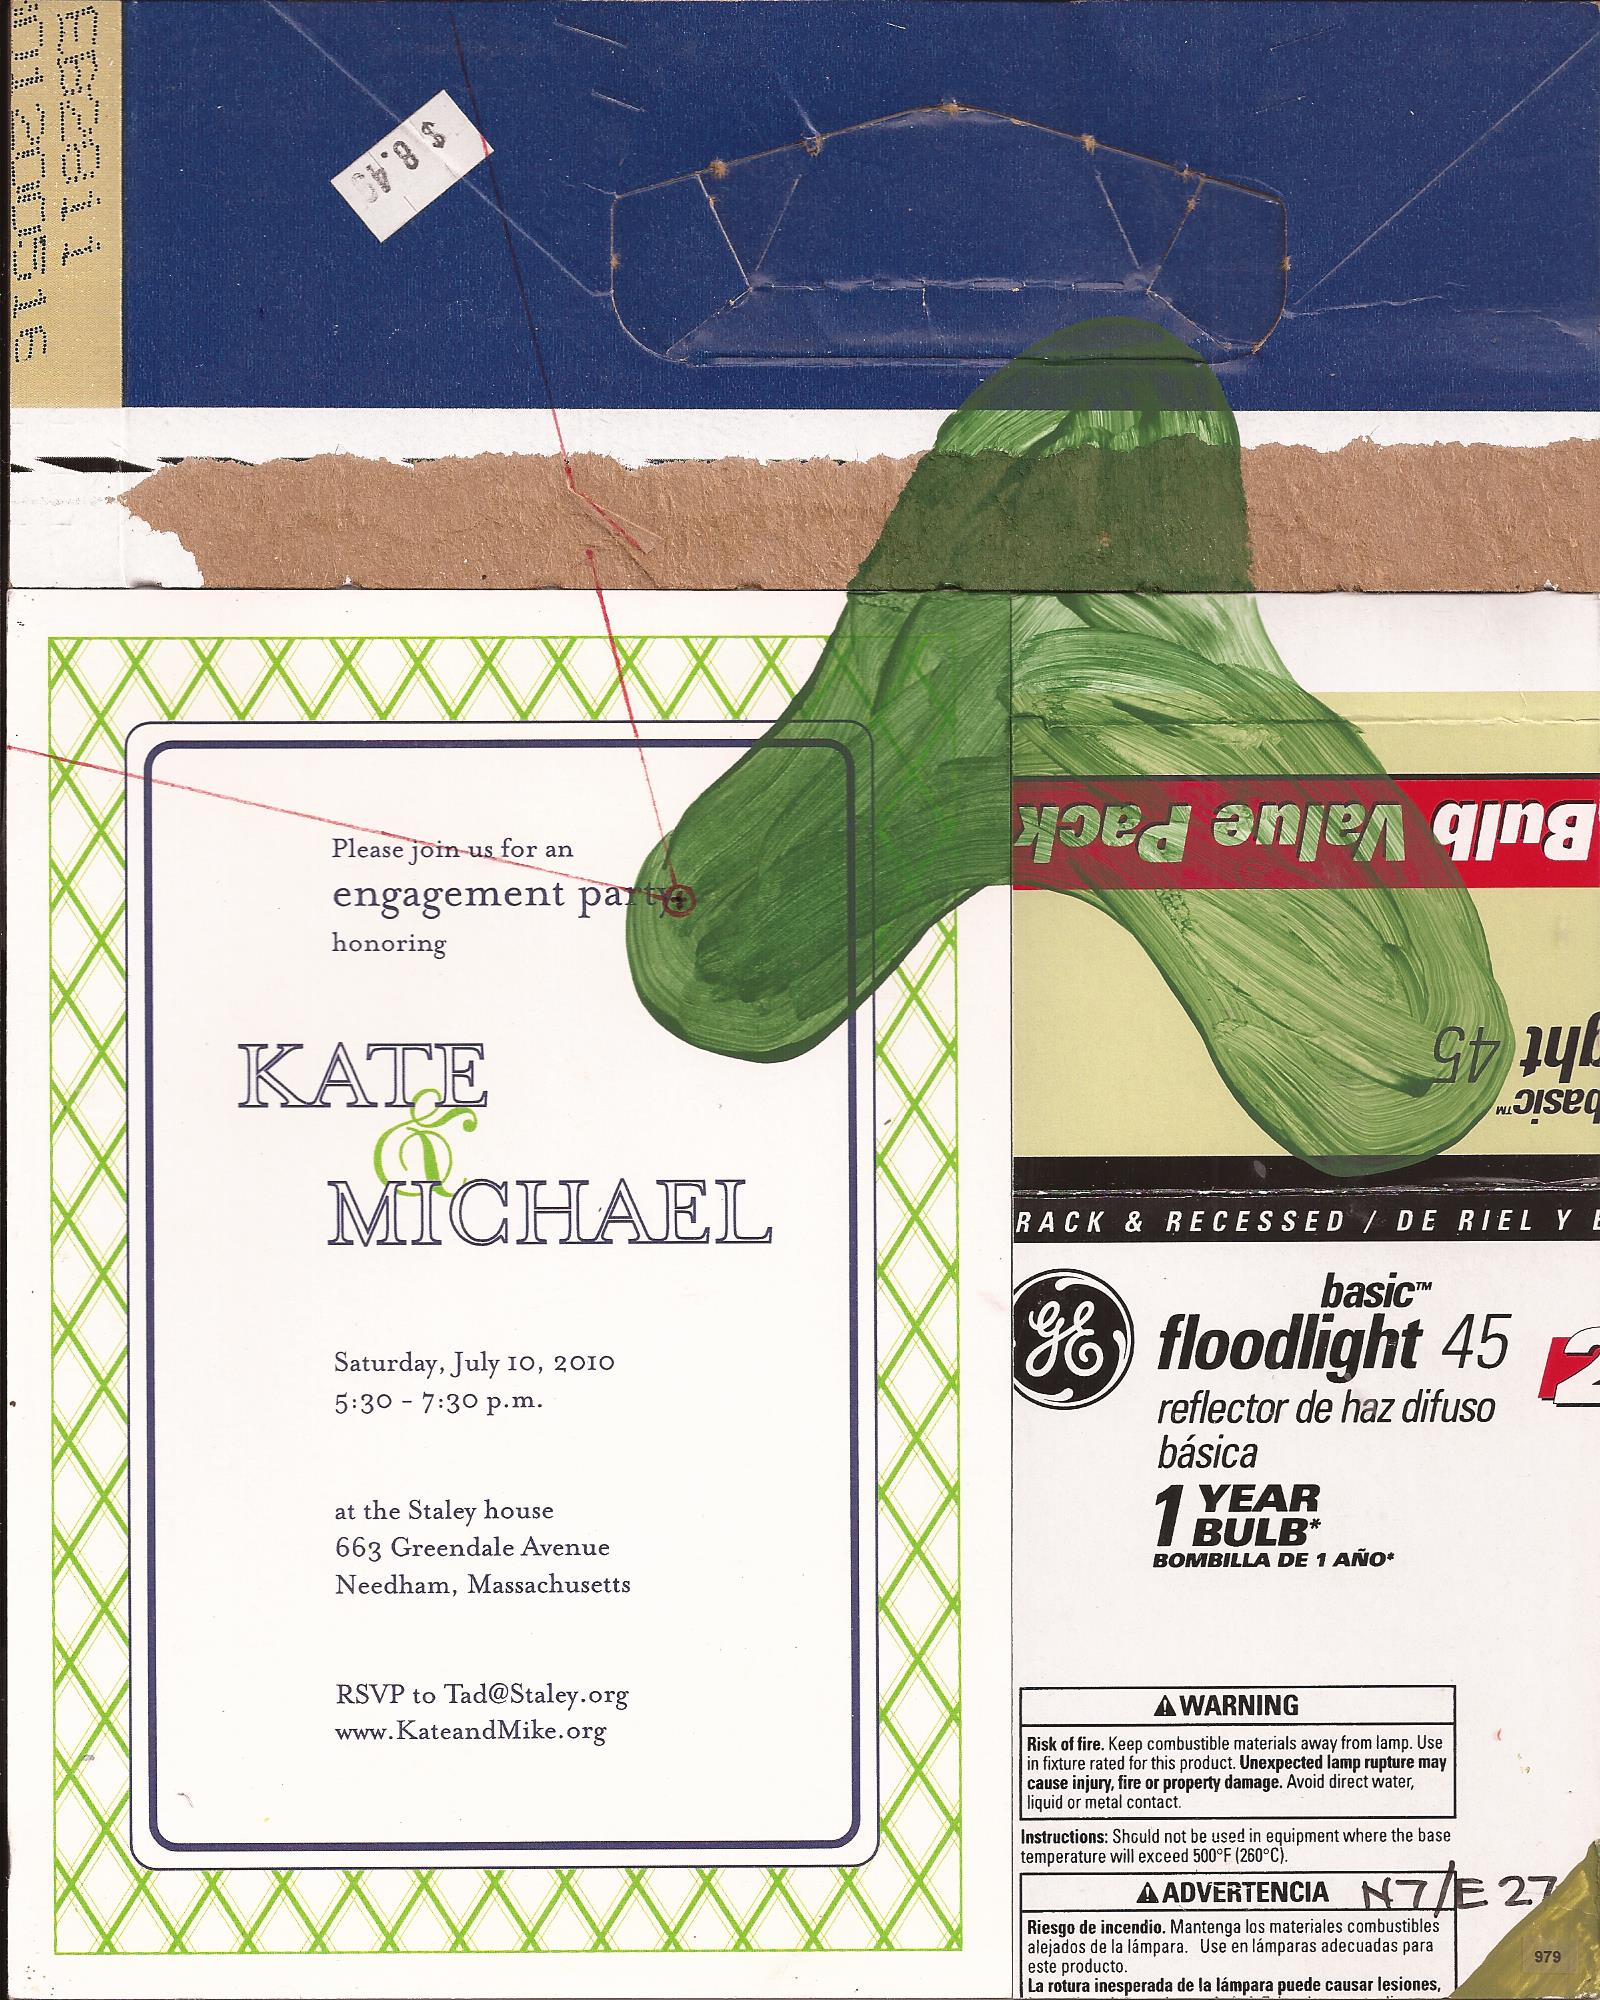 $ 8.49
Please join us for an
engagement party
honoring
KATE
&
MICHAEL
Saturday, July 10, 2010
5:30 - 7:30 p.m.
at the Staley house
663 Greendale Avenue
Needham, Massachusetts
RSVP to Tad@Staley.org
www.KateandMike.org
Bulb Value Pack
45
basic™
RACK & RECESSED / DE RIEL Y E
GE
basic™
floodlight 45
2
reflector de haz difuso
básica
1 YEAR
BULB*
BOMBILLA DE 1 AÑO*
WARNING
Risk of fire. Keep combustible materials away from lamp. Use
in fixture rated for this product. Unexpected lamp rupture may
cause injury, fire or property damage. Avoid direct water,
liquid or metal contact.
Instructions: Should not be used in equipment where the base
temperature will exceed 500°F (260°C).
ADVERTENCIA
N7/E 27
Riesgo de incendio. Mantenga los materiales combustibles
alejados de la lámpara. Use en lámparas adecuadas para
este producto.
La rotura inesperada de la lámpara puede causar lesiones,
979